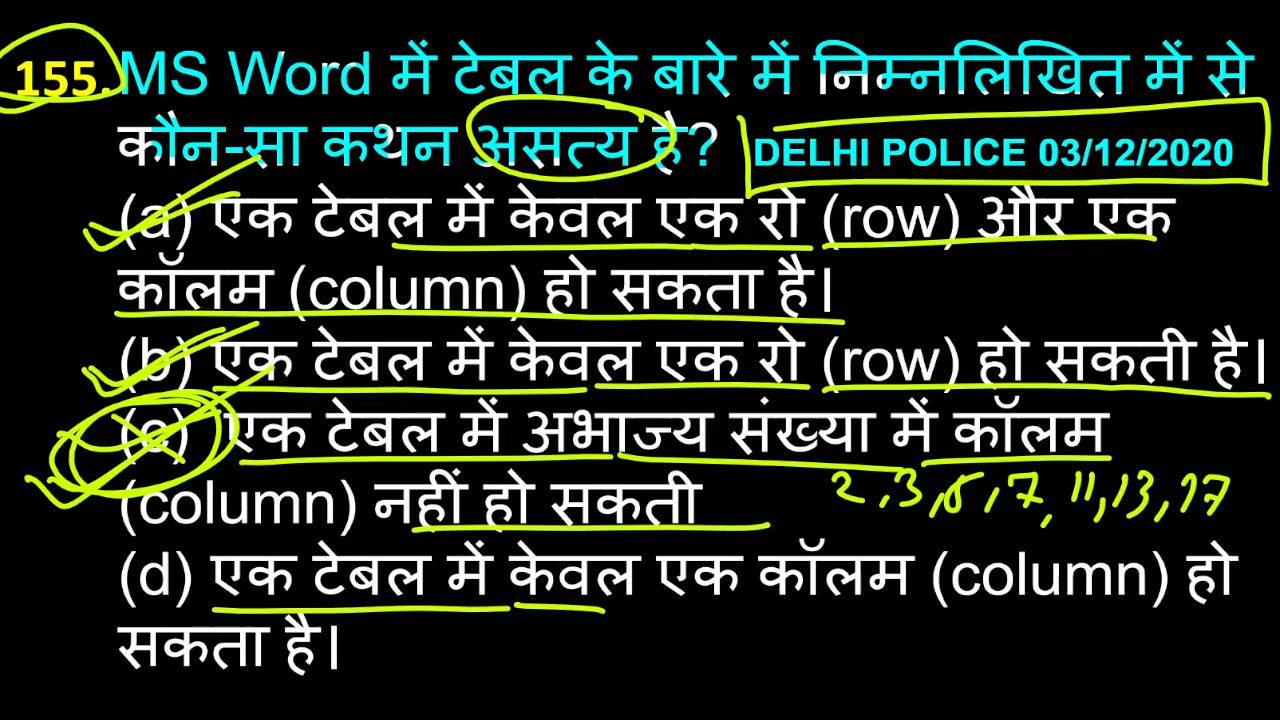 155. MS Word में टेबल के बारे में निम्नलिखित में से
कौन-सा कथन असत्य है? DELHI POLICE 03/12/2020
(a) एक टेबल में केवल एक रो (row) और एक
कॉलम (column) हो सकता है।
(b) एक टेबल में केवल एक रो (row) हो सकती है।
(c) एक टेबल में अभाज्य संख्या में कॉलम
(column) नहीं हो सकती 2,3,5,7,11,13,17
(d) एक टेबल में केवल एक कॉलम (column) हो
सकता है।